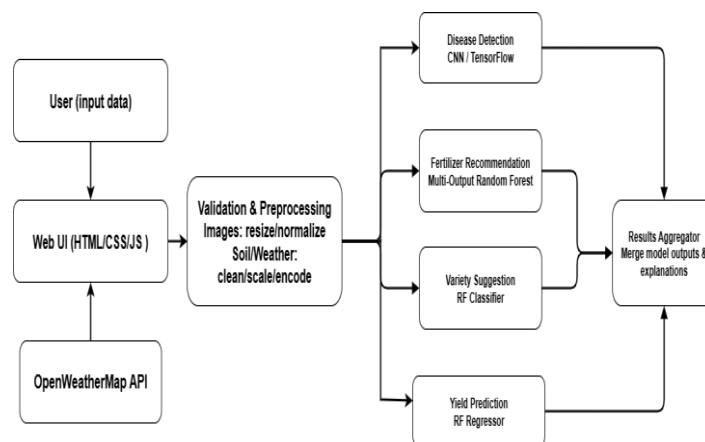 User (input data)
Web UI (HTML/CSS/JS )
OpenWeatherMap API
Validation & Preprocessing
Images: resize/normalize
Soil/Weather:
clean/scale/encode
Disease Detection
CNN / TensorFlow
Fertilizer Recommendation
Multi-Output Random Forest
Variety Suggestion
RF Classifier
Yield Prediction
RF Regressor
Results Aggregator
Merge model outputs &
explanations